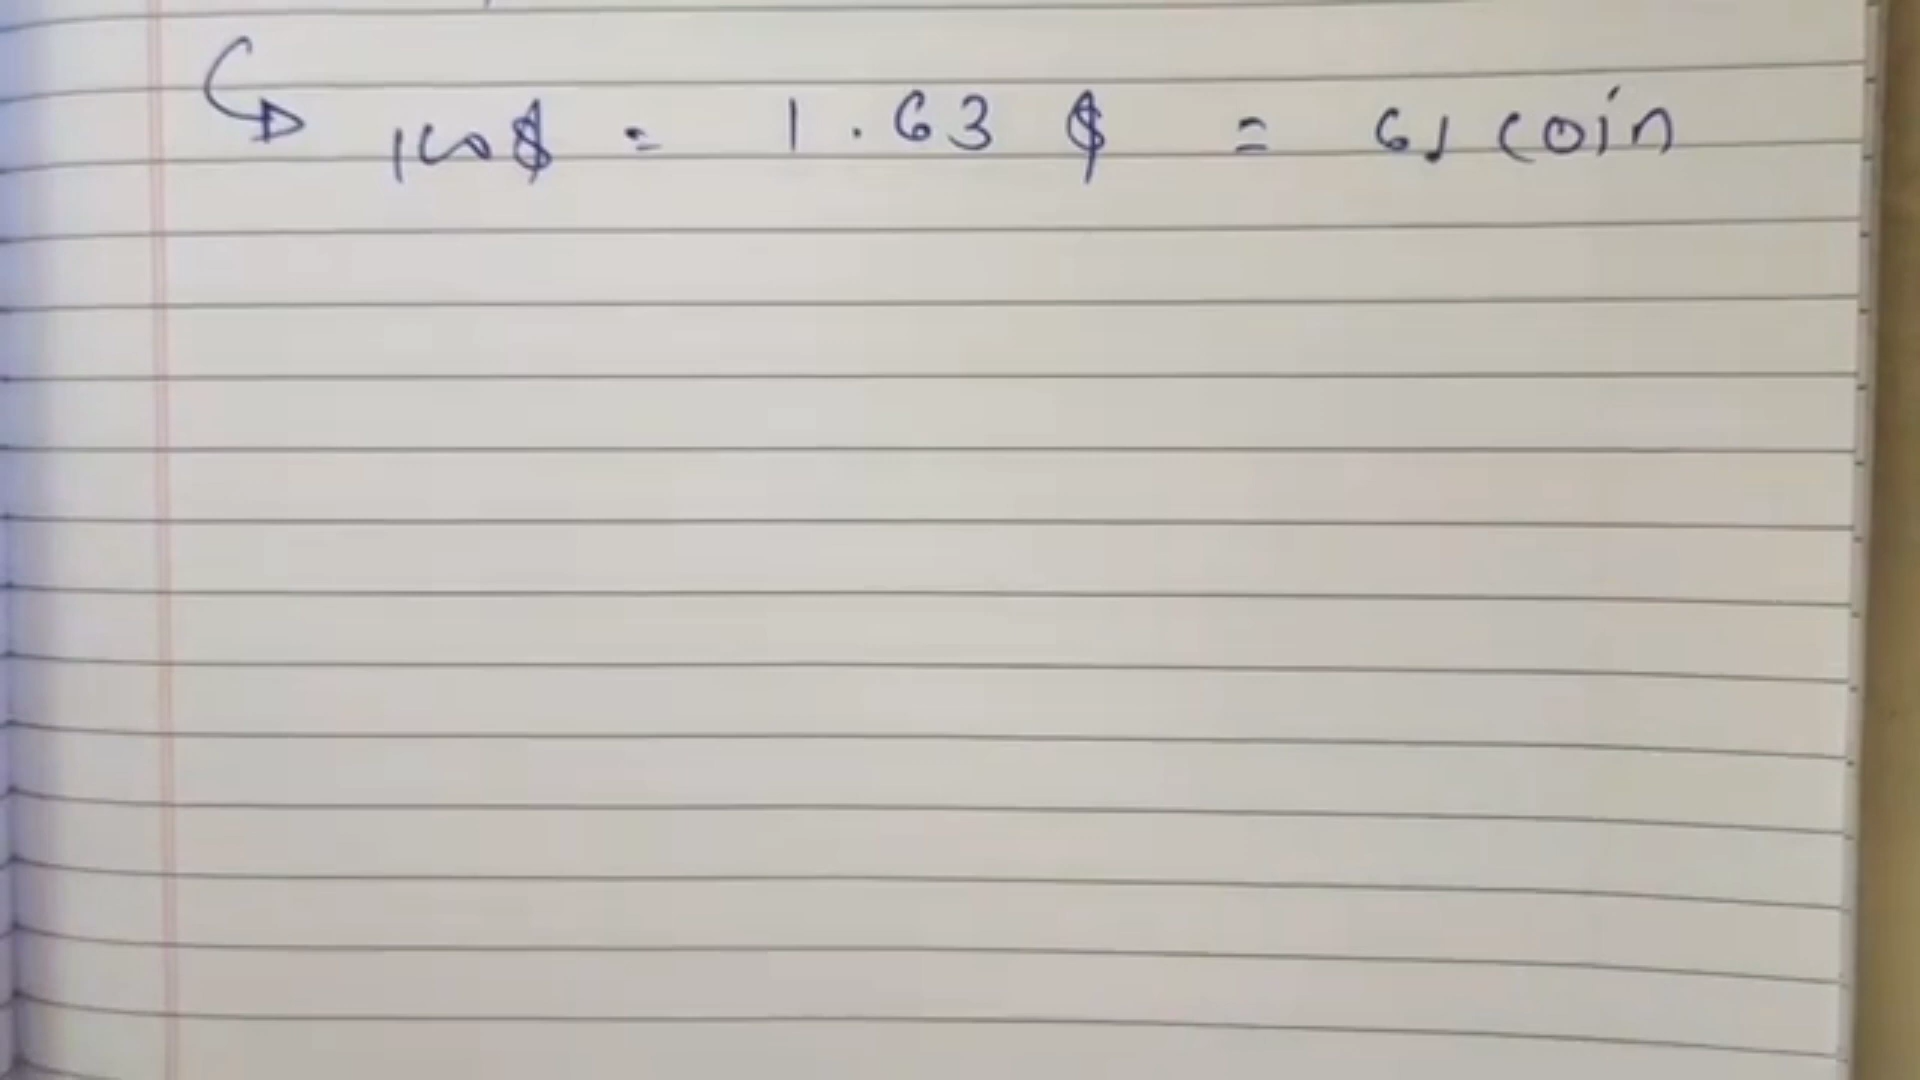 100$ = 1.63 $ = 61 coin